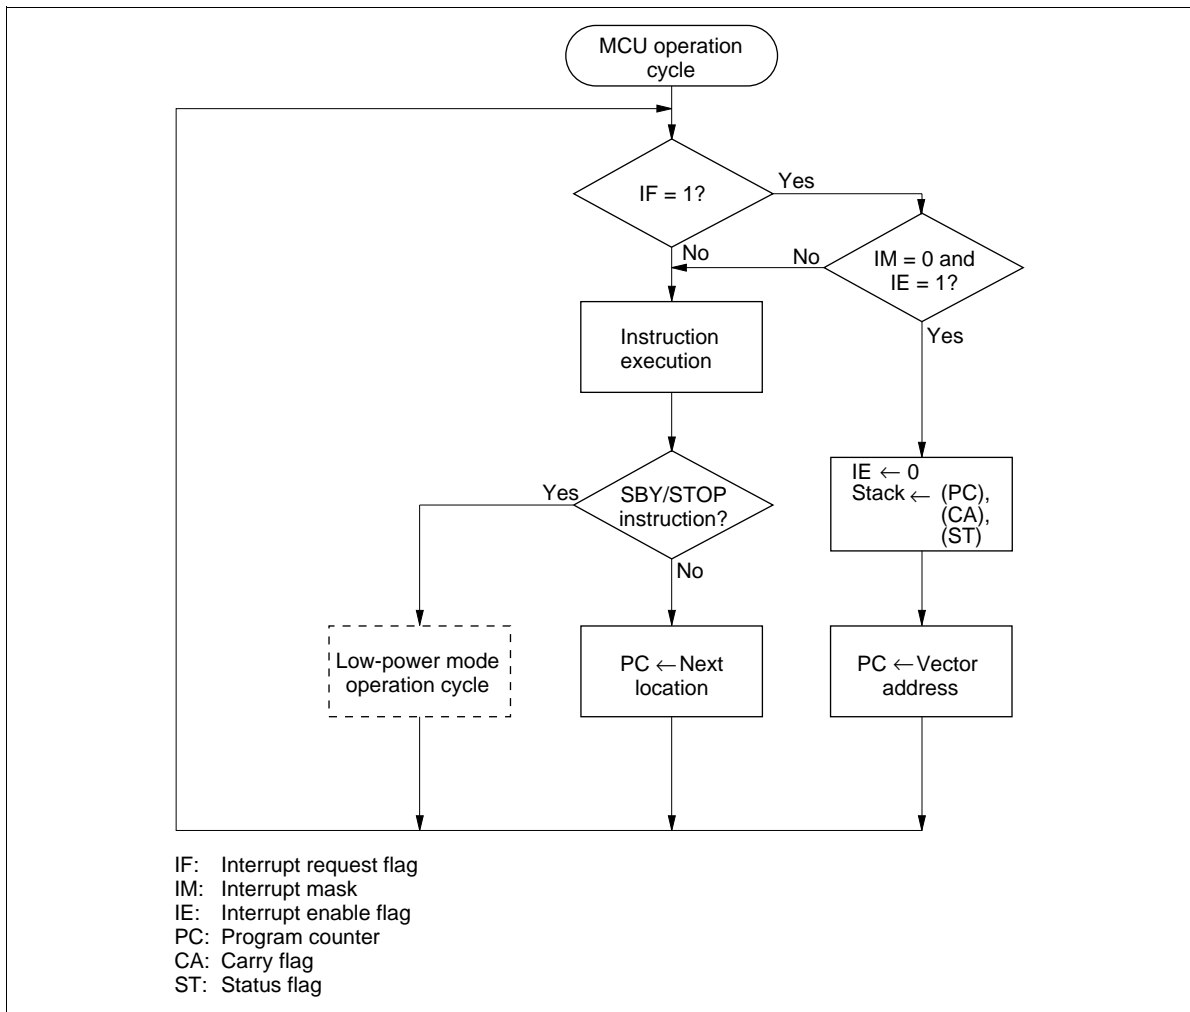 MCU operation
cycle
IF = 1?
Yes
No
No
IM = 0 and
IE = 1?
Yes
Instruction
execution
IE ← 0
Stack ← (PC),
(CA),
(ST)
Yes
SBY/STOP
instruction?
No
Low-power mode
operation cycle
PC ← Next
location
PC ← Vector
address
IF: Interrupt request flag
IM: Interrupt mask
IE: Interrupt enable flag
PC: Program counter
CA: Carry flag
ST: Status flag